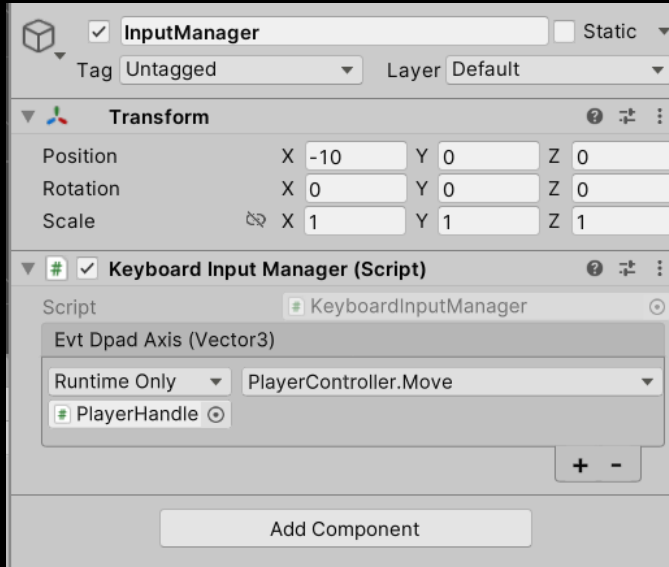 InputManager Static
Tag Untagged Layer Default
Transform
Position X -10 Y 0 Z 0
Rotation X 0 Y 0 Z 0
Scale X 1 Y 1 Z 1
# Keyboard Input Manager (Script)
Script # KeyboardInputManager
Evt Dpad Axis (Vector3)
Runtime Only PlayerController.Move
# PlayerHandle
+ -
Add Component